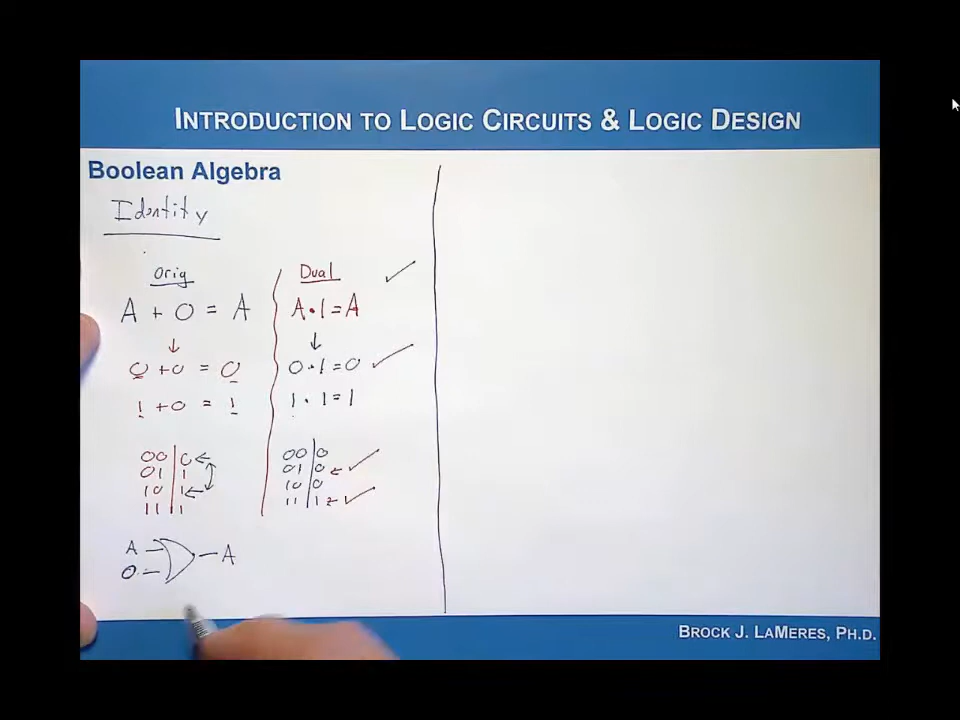 INTRODUCTION TO LOGIC CIRCUITS & LOGIC DESIGN
Boolean Algebra
Identity
Orig
A + 0 = A
0 + 0 = 0
1 + 0 = 1
00 | 0
01 | 1
10 | 1
11 | 1
A
0
A
Dual
A • 1 = A
0 • 1 = 0
1 • 1 = 1
00 | 0
01 | 0
10 | 0
11 | 1
BROCK J. LAMERES, PH.D.